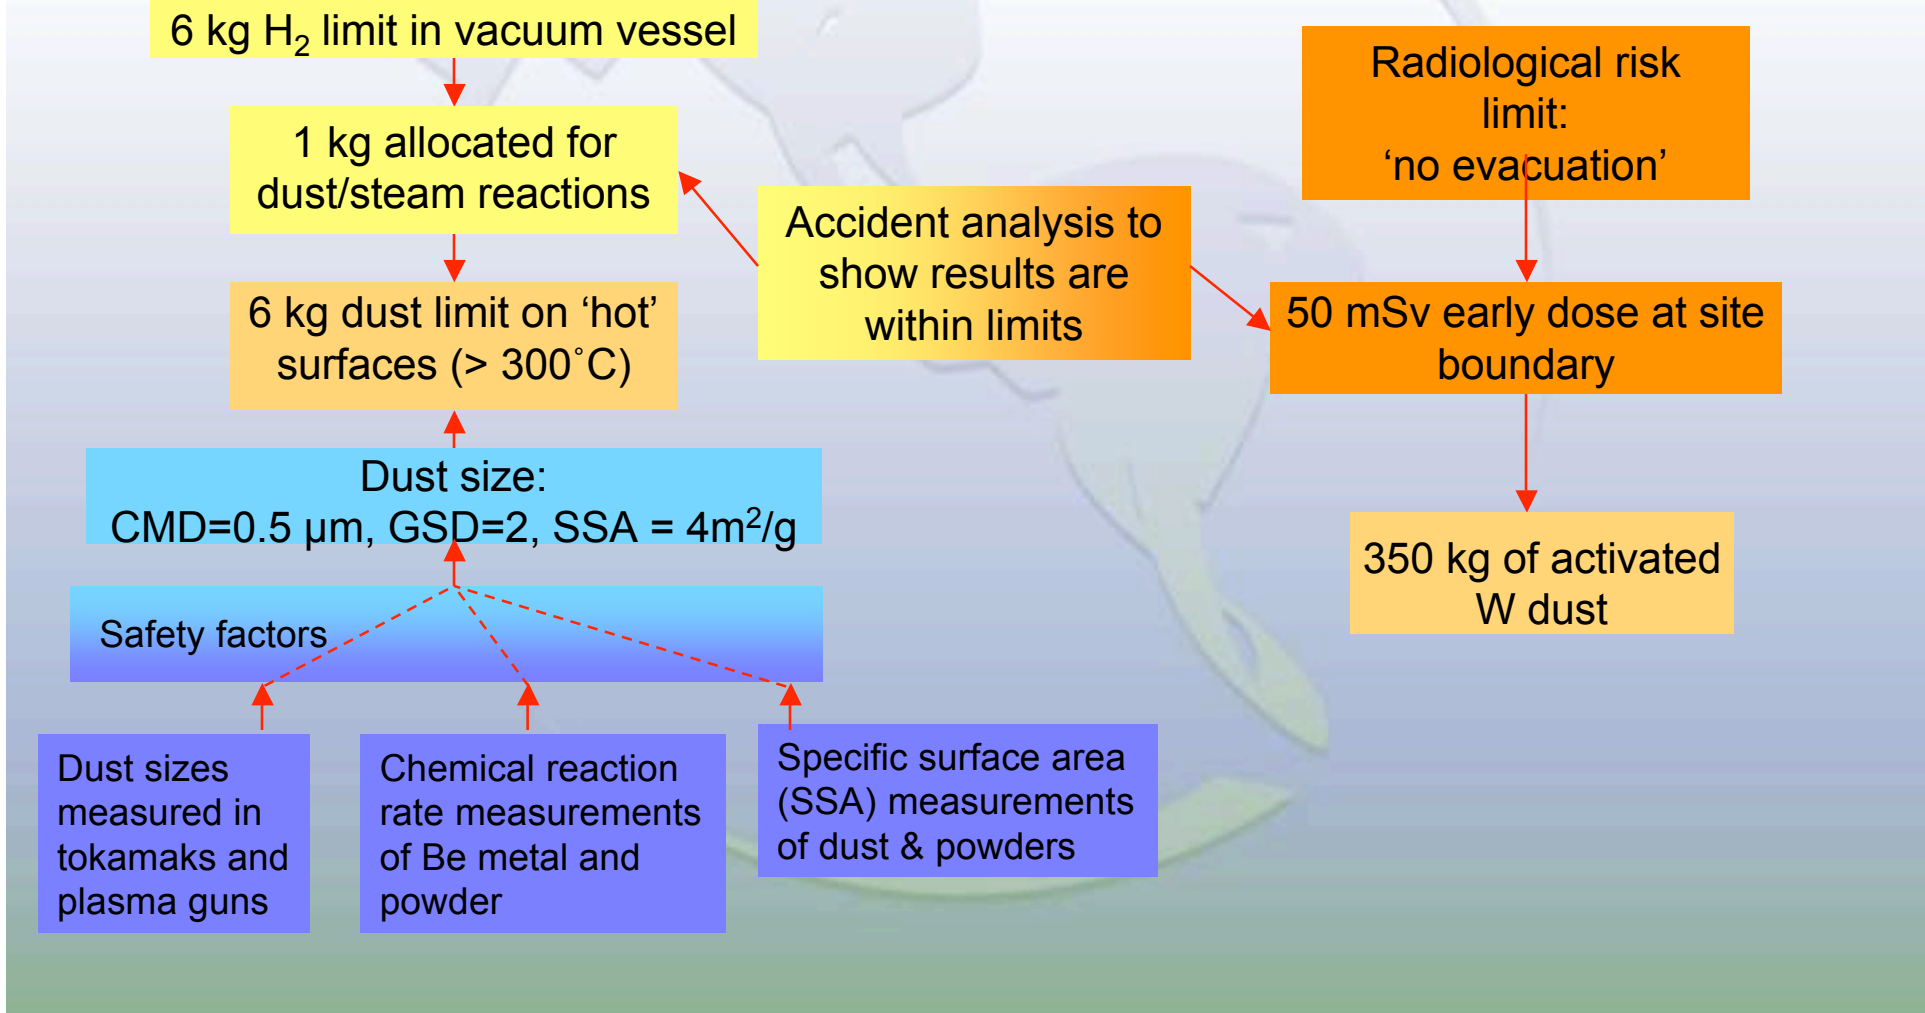 6 kg H₂ limit in vacuum vessel
1 kg allocated for
dust/steam reactions
6 kg dust limit on ‘hot’
surfaces (> 300˚C)
Dust size:
CMD=0.5 µm, GSD=2, SSA = 4m²/g
Safety factors
Dust sizes
measured in
tokamaks and
plasma guns
Chemical reaction
rate measurements
of Be metal and
powder
Specific surface area
(SSA) measurements
of dust & powders
Accident analysis to
show results are
within limits
Radiological risk
limit:
‘no evacuation’
50 mSv early dose at site
boundary
350 kg of activated
W dust